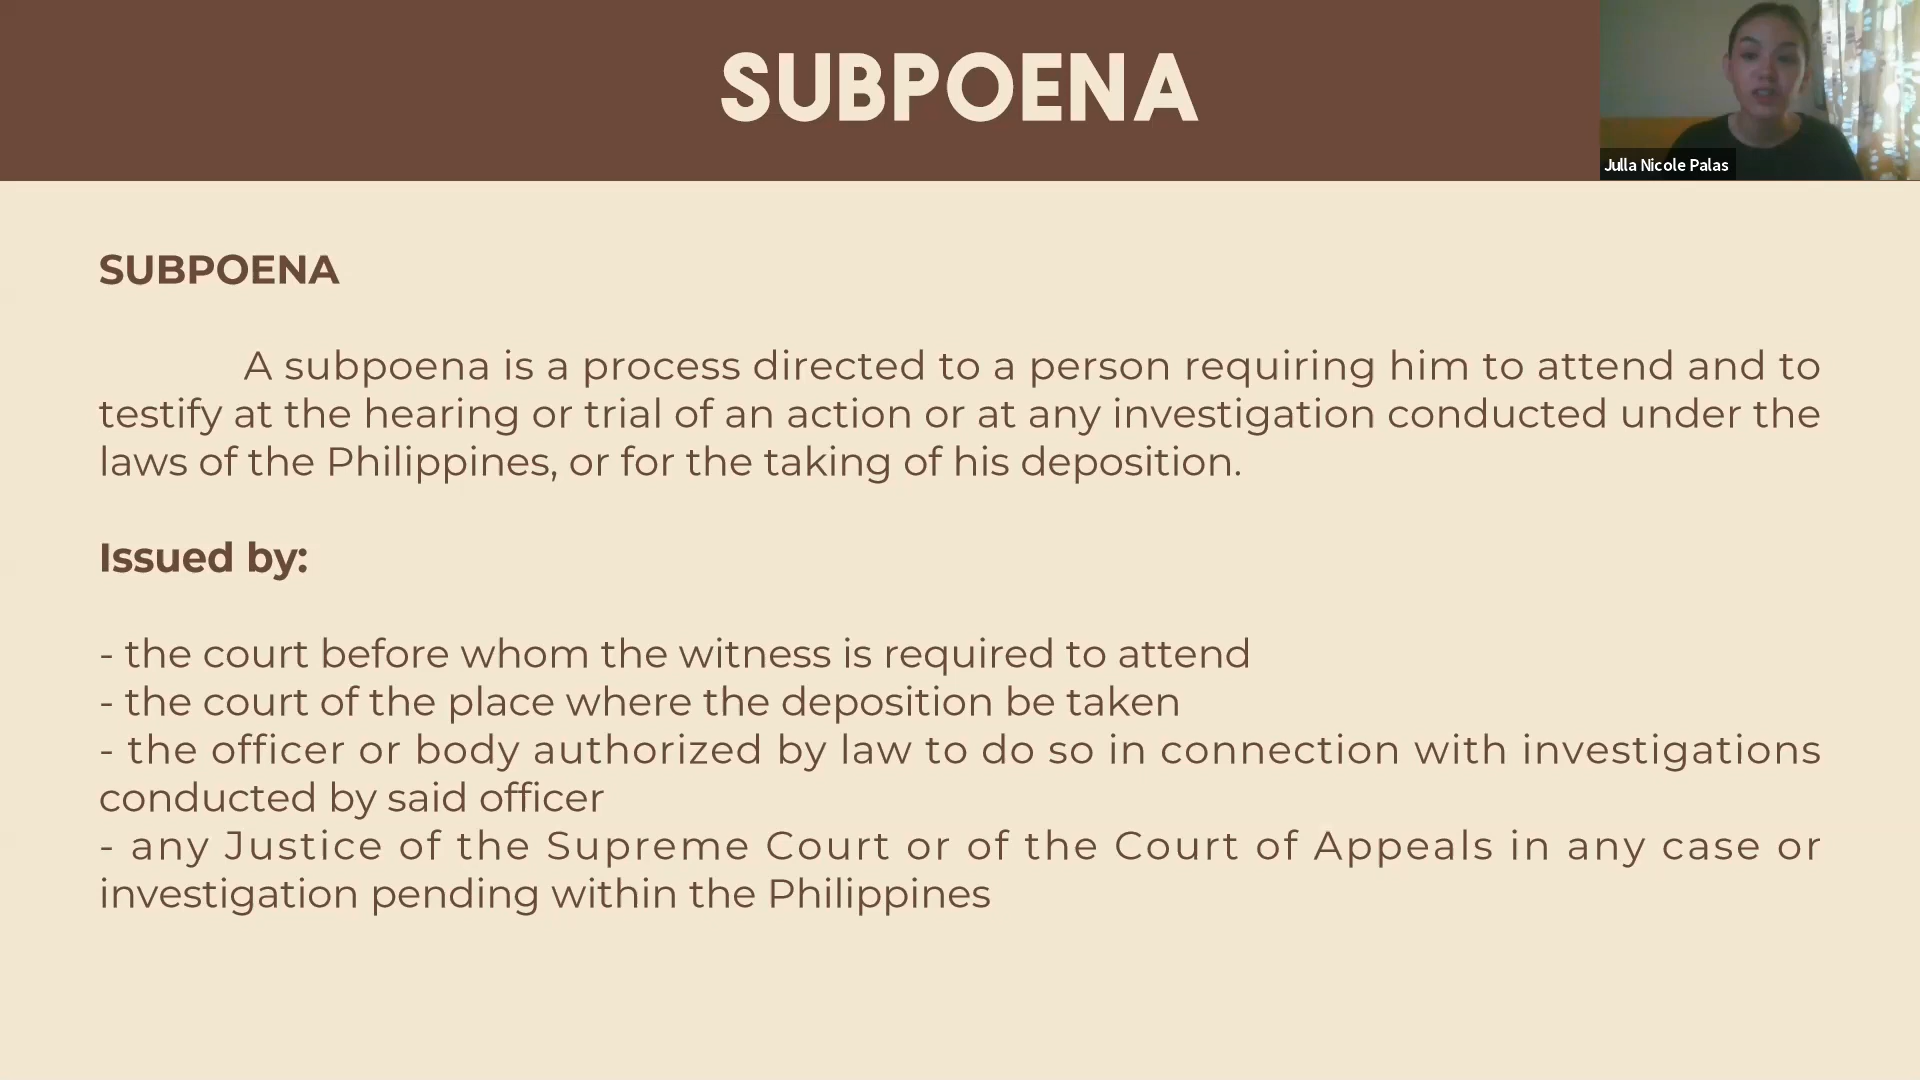 SUBPOENA
Julla Nicole Palas
SUBPOENA
A subpoena is a process directed to a person requiring him to attend and to
testify at the hearing or trial of an action or at any investigation conducted under the
laws of the Philippines, or for the taking of his deposition.
Issued by:
- the court before whom the witness is required to attend
- the court of the place where the deposition be taken
- the officer or body authorized by law to do so in connection with investigations
conducted by said officer
- any Justice of the Supreme Court or of the Court of Appeals in any case or
investigation pending within the Philippines